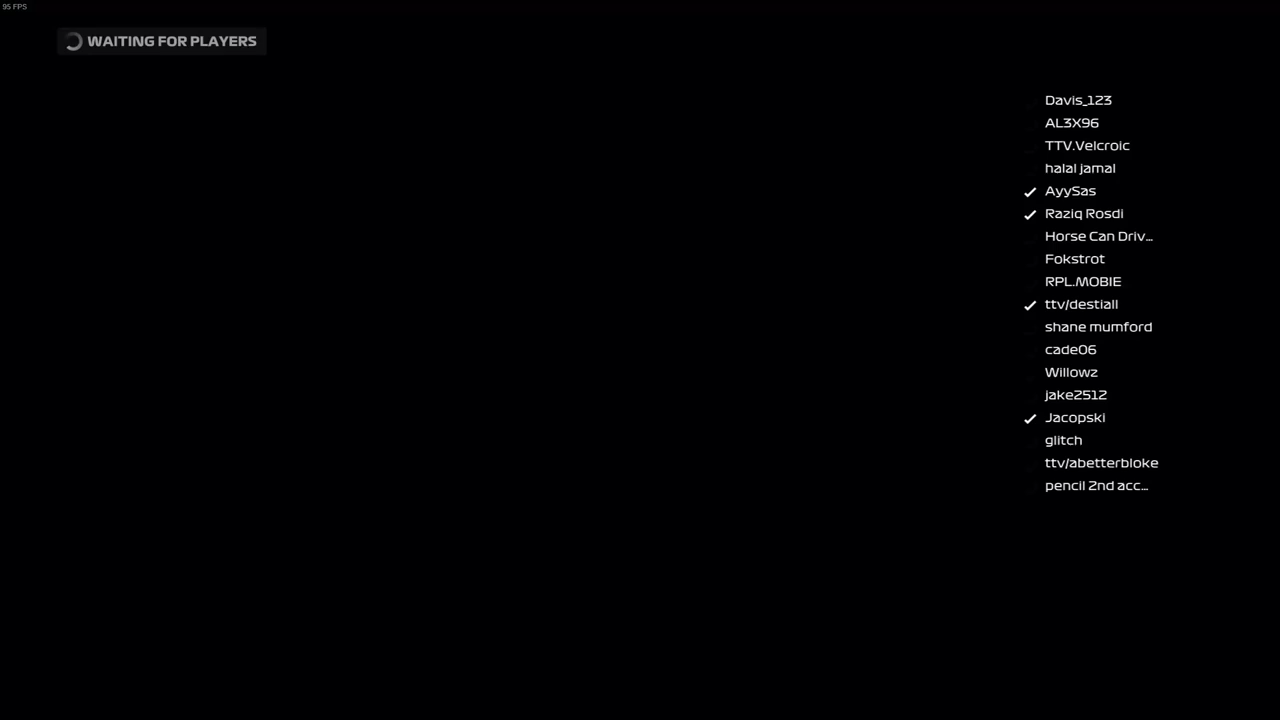 95 FPS
WAITING FOR PLAYERS
Davis_123
AL3X96
TTV.Velcroic
halal jamal
AyySas
Raziq Rosdi
Horse Can Driv...
Fokstrot
RPL.MOBIE
ttv/destiall
shane mumford
cade06
Willowz
jake2512
Jacopski
glitch
ttv/abetterbloke
pencil 2nd acc...